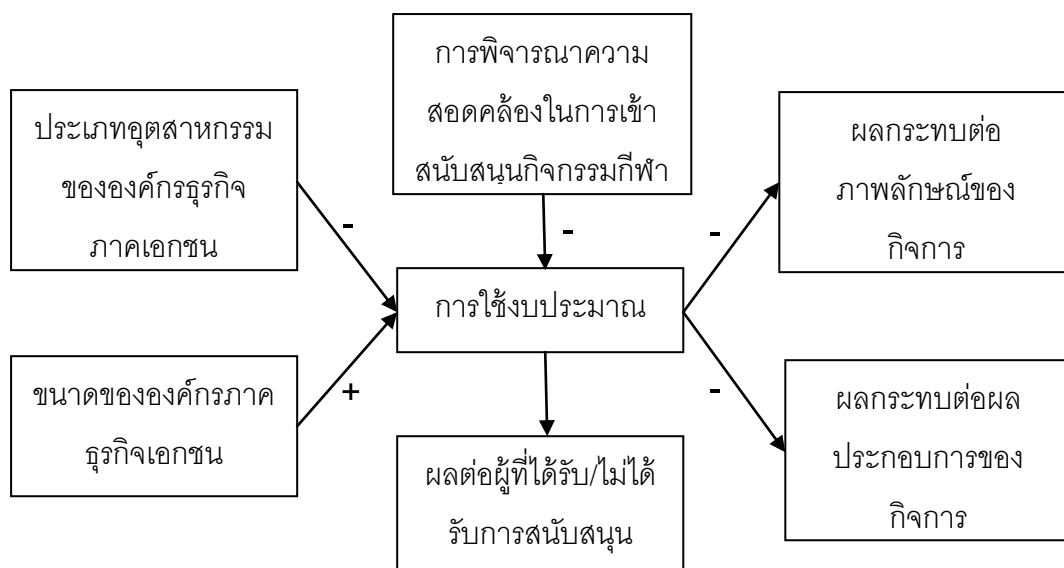 การพิจารณาความ
สอดคล้องในการเข้า
สนับสนุนกิจกรรมกีฬา
ประเภทอุตสาหกรรม
ขององค์กรธุรกิจ
ภาคเอกชน
ผลกระทบต่อ
ภาพลักษณ์ของ
กิจการ
-
-
-
การใช้งบประมาณ
ขนาดขององค์กรภาค
ธุรกิจเอกชน
+
-
ผลกระทบต่อผล
ประกอบการของ
กิจการ
ผลต่อผู้ที่ได้รับ/ไม่ได้
รับการสนับสนุน